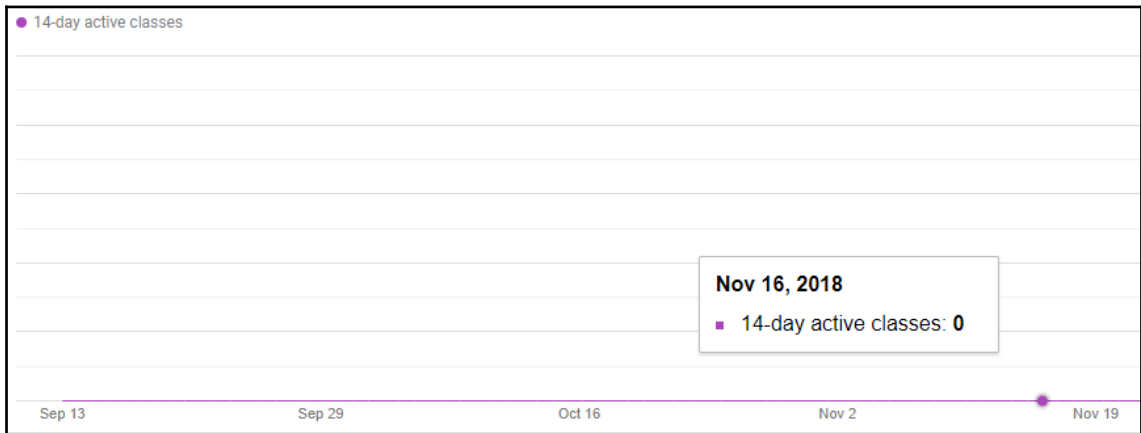 14-day active classes
Nov 16, 2018
14-day active classes: 0
Sep 13 Sep 29 Oct 16 Nov 2 Nov 19